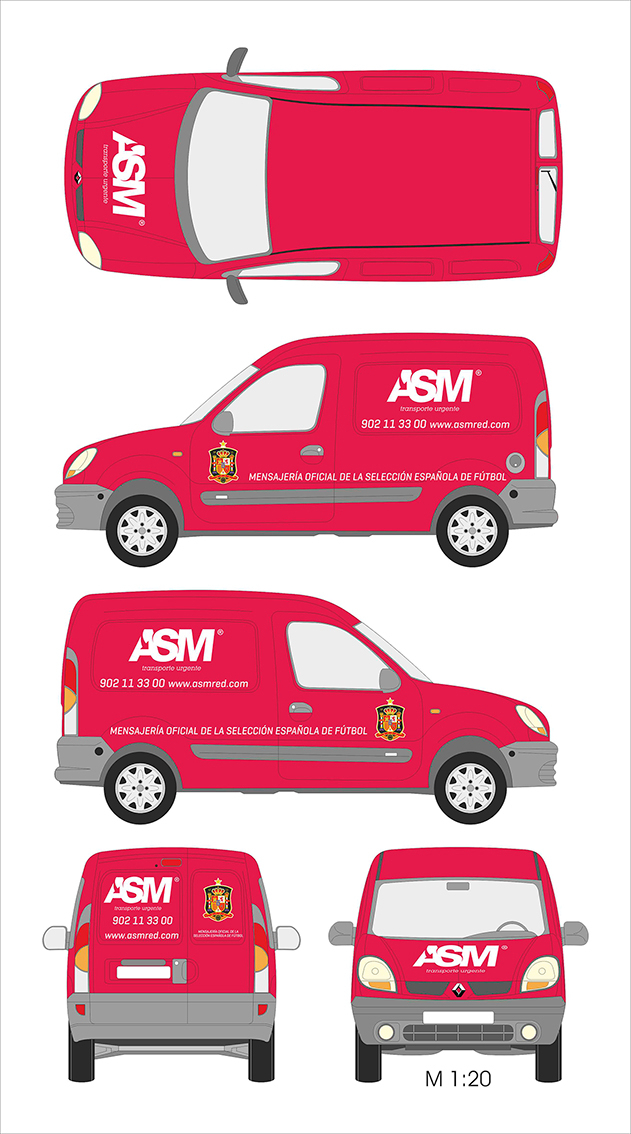 ASM®
transporte urgente
ASM®
transporte urgente
902 11 33 00 www.asmred.com
MENSAJERÍA OFICIAL DE LA SELECCIÓN ESPAÑOLA DE FÚTBOL
ASM®
transporte urgente
902 11 33 00 www.asmred.com
MENSAJERÍA OFICIAL DE LA SELECCIÓN ESPAÑOLA DE FÚTBOL
ASM®
transporte urgente
902 11 33 00
www.asmred.com
MENSAJERÍA OFICIAL DE LA
SELECCIÓN ESPAÑOLA DE FÚTBOL
ASM®
transporte urgente
M 1:20